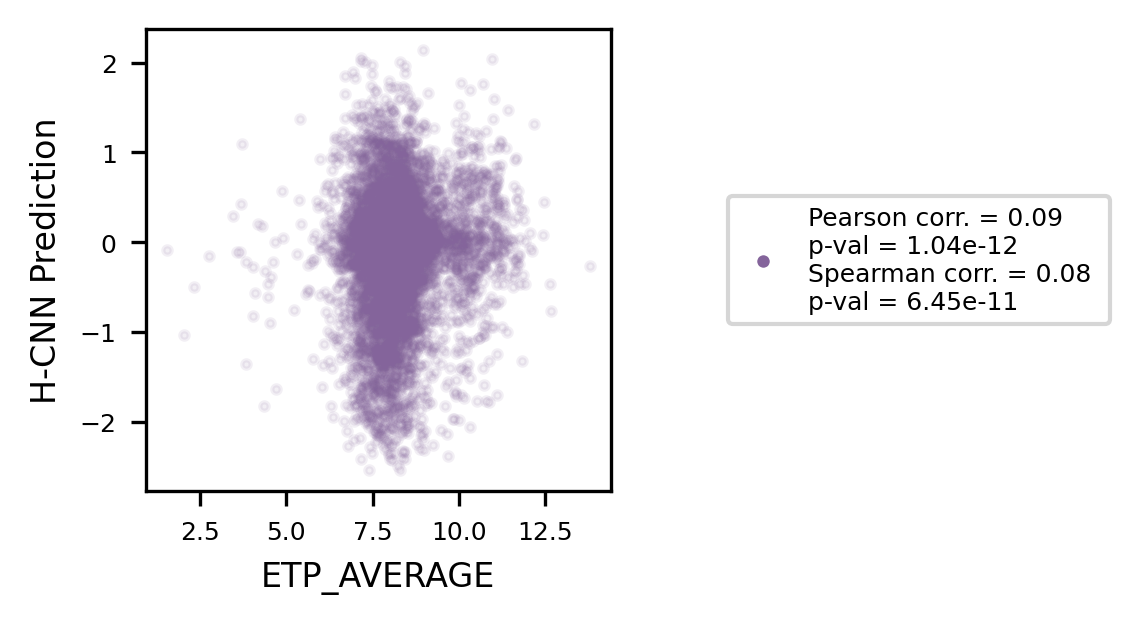 2
1
0
−1
−2
H-CNN Prediction
2.5 5.0 7.5 10.0 12.5
ETP_AVERAGE
Pearson corr. = 0.09
p-val = 1.04e-12
Spearman corr. = 0.08
p-val = 6.45e-11